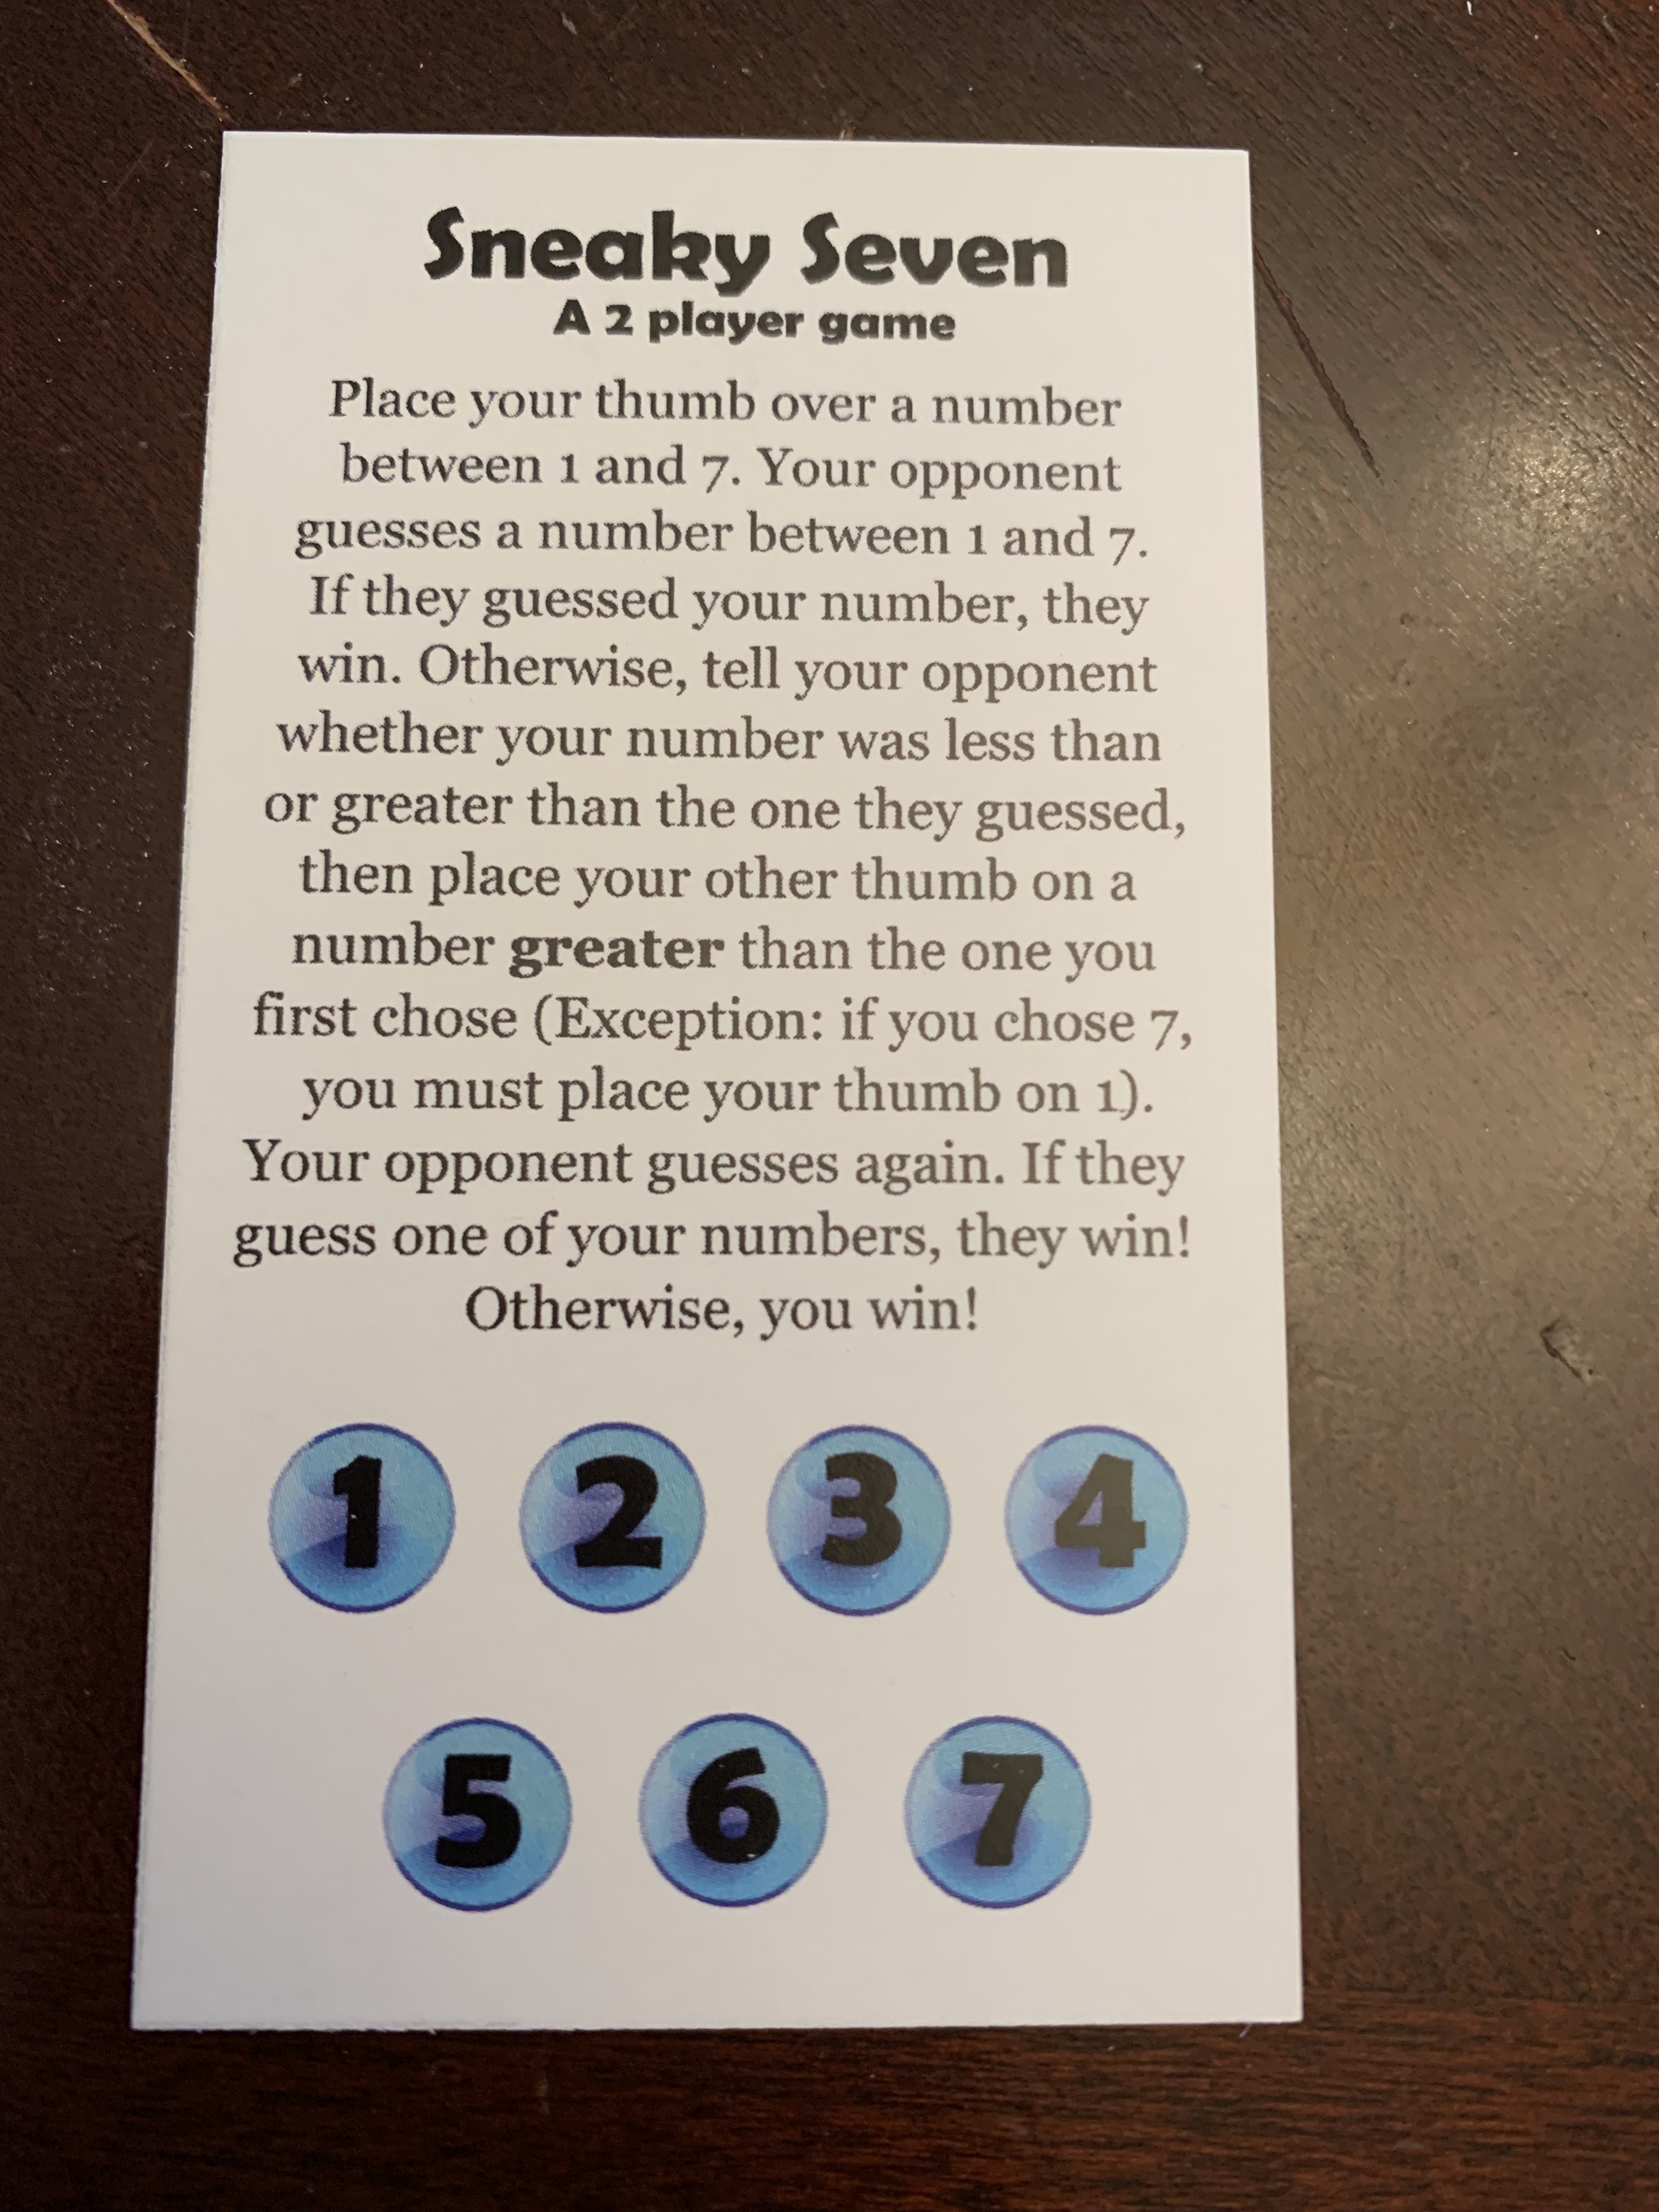 Sneaky Seven
A 2 player game
Place your thumb over a number
between 1 and 7. Your opponent
guesses a number between 1 and 7.
If they guessed your number, they
win. Otherwise, tell your opponent
whether your number was less than
or greater than the one they guessed,
then place your other thumb on a
number greater than the one you
first chose (Exception: if you chose 7,
you must place your thumb on 1).
Your opponent guesses again. If they
guess one of your numbers, they win!
Otherwise, you win!
1 2 3 4
5 6 7